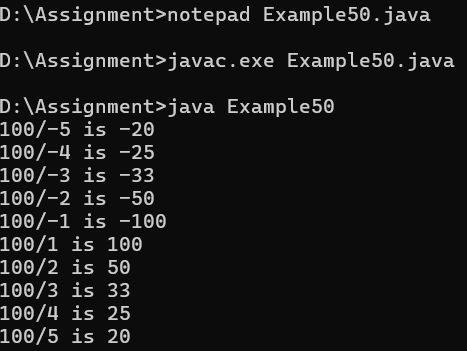 D:\Assignment>notepad Example50.java
D:\Assignment>javac.exe Example50.java
D:\Assignment>java Example50
100/-5 is -20
100/-4 is -25
100/-3 is -33
100/-2 is -50
100/-1 is -100
100/1 is 100
100/2 is 50
100/3 is 33
100/4 is 25
100/5 is 20